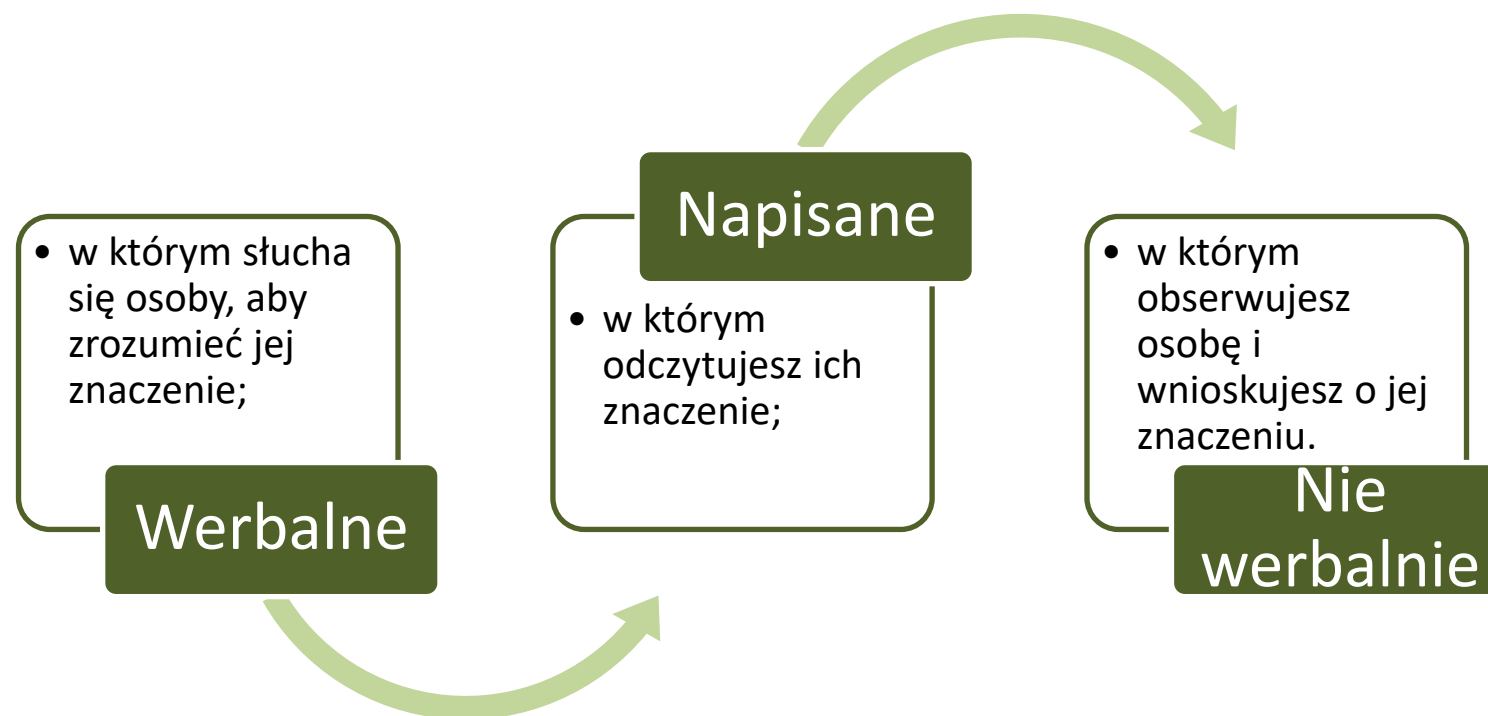 • w którym słucha
się osoby, aby
zrozumieć jej
znaczenie;
Werbalne
Napisane
• w którym
odczytujesz ich
znaczenie;
• w którym
obserwujesz
osobę i
wnioskujesz o jej
znaczeniu.
Nie
werbalnie